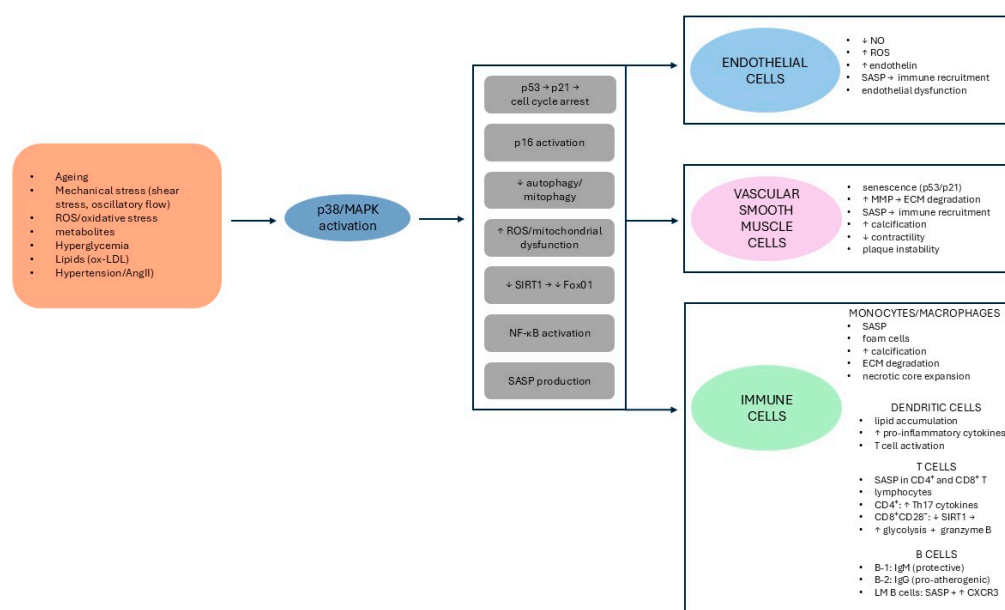 • Ageing
• Mechanical stress (shear
stress, oscillatory flow)
• ROS/oxidative stress
• metabolites
• Hyperglycemia
• Lipids (ox-LDL)
• Hypertension/AngII)
p38/MAPK
activation
p53 → p21 →
cell cycle arrest
p16 activation
↓ autophagy/
mitophagy
↑ ROS/mitochondrial
dysfunction
↓ SIRT1 → ↓ Fox01
NF-κB activation
SASP production
ENDOTHELIAL
CELLS
• ↓ NO
• ↑ ROS
• ↑ endothelin
• SASP → immune recruitment
• endothelial dysfunction
VASCULAR
SMOOTH
MUSCLE
CELLS
• senescence (p53/p21)
• ↑ MMP → ECM degradation
• SASP → immune recruitment
• ↑ calcification
• ↓ contractility
• plaque instability
IMMUNE
CELLS
MONOCYTES/MACROPHAGES
• SASP
• foam cells
• ↑ calcification
• ECM degradation
• necrotic core expansion
DENDRITIC CELLS
• lipid accumulation
• ↑ pro-inflammatory cytokines
• T cell activation
T CELLS
• SASP in CD4⁺ and CD8⁺ T
• lymphocytes
• CD4⁺: ↑ Th17 cytokines
• CD8⁺CD28⁻: ↓ SIRT1 →
• ↑ glycolysis + granzyme B
B CELLS
• B-1: IgM (protective)
• B-2: IgG (pro-atherogenic)
• LM B cells: SASP + ↑ CXCR3